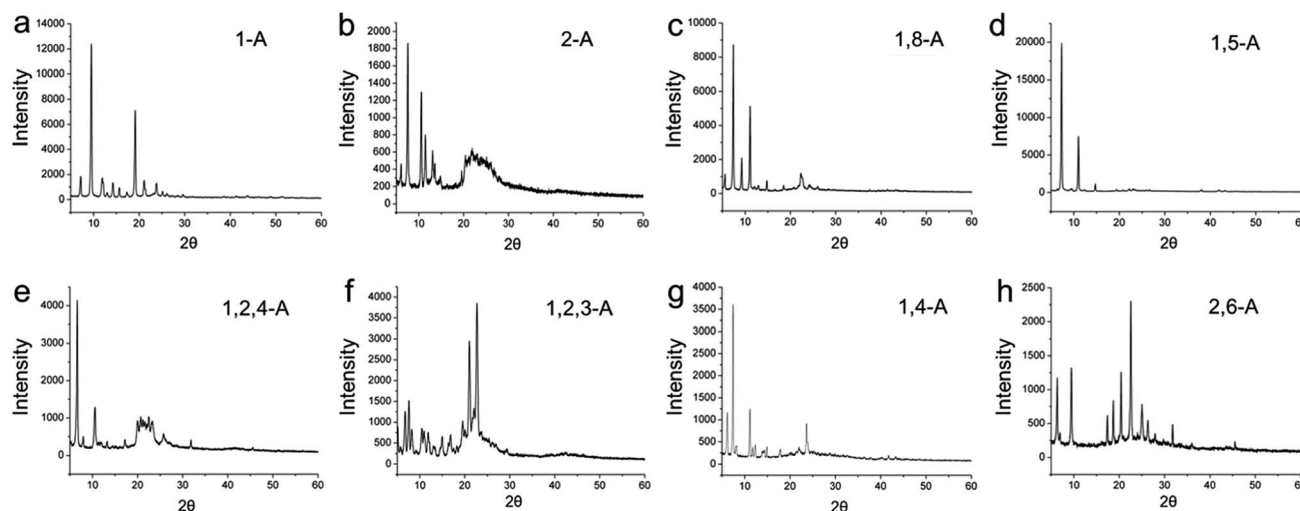 a
1-A
Intensity
14000
12000
10000
8000
6000
4000
2000
0
10 20 30 40 50 60
2θ
b
2-A
Intensity
2000
1800
1600
1400
1200
1000
800
600
400
200
0
10 20 30 40 50 60
2θ
c
1,8-A
Intensity
10000
8000
6000
4000
2000
0
10 20 30 40 50 60
2θ
d
1,5-A
Intensity
20000
15000
10000
5000
0
10 20 30 40 50 60
2θ
e
1,2,4-A
Intensity
4000
3000
2000
1000
0
10 20 30 40 50 60
2θ
f
1,2,3-A
Intensity
4000
3500
3000
2500
2000
1500
1000
500
0
10 20 30 40 50 60
2θ
g
1,4-A
Intensity
4000
3500
3000
2500
2000
1500
1000
500
0
10 20 30 40 50 60
2θ
h
2,6-A
Intensity
2500
2000
1500
1000
500
0
10 20 30 40 50 60
2θ